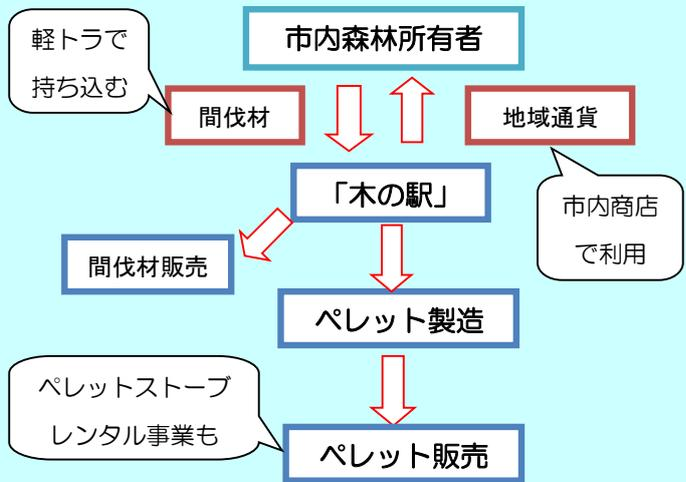 軽トラで
持ち込む
市内森林所有者
間伐材
地域通貨
「木の駅」
市内商店
で利用
間伐材販売
ペレット製造
ペレットストーブ
レンタル事業も
ペレット販売